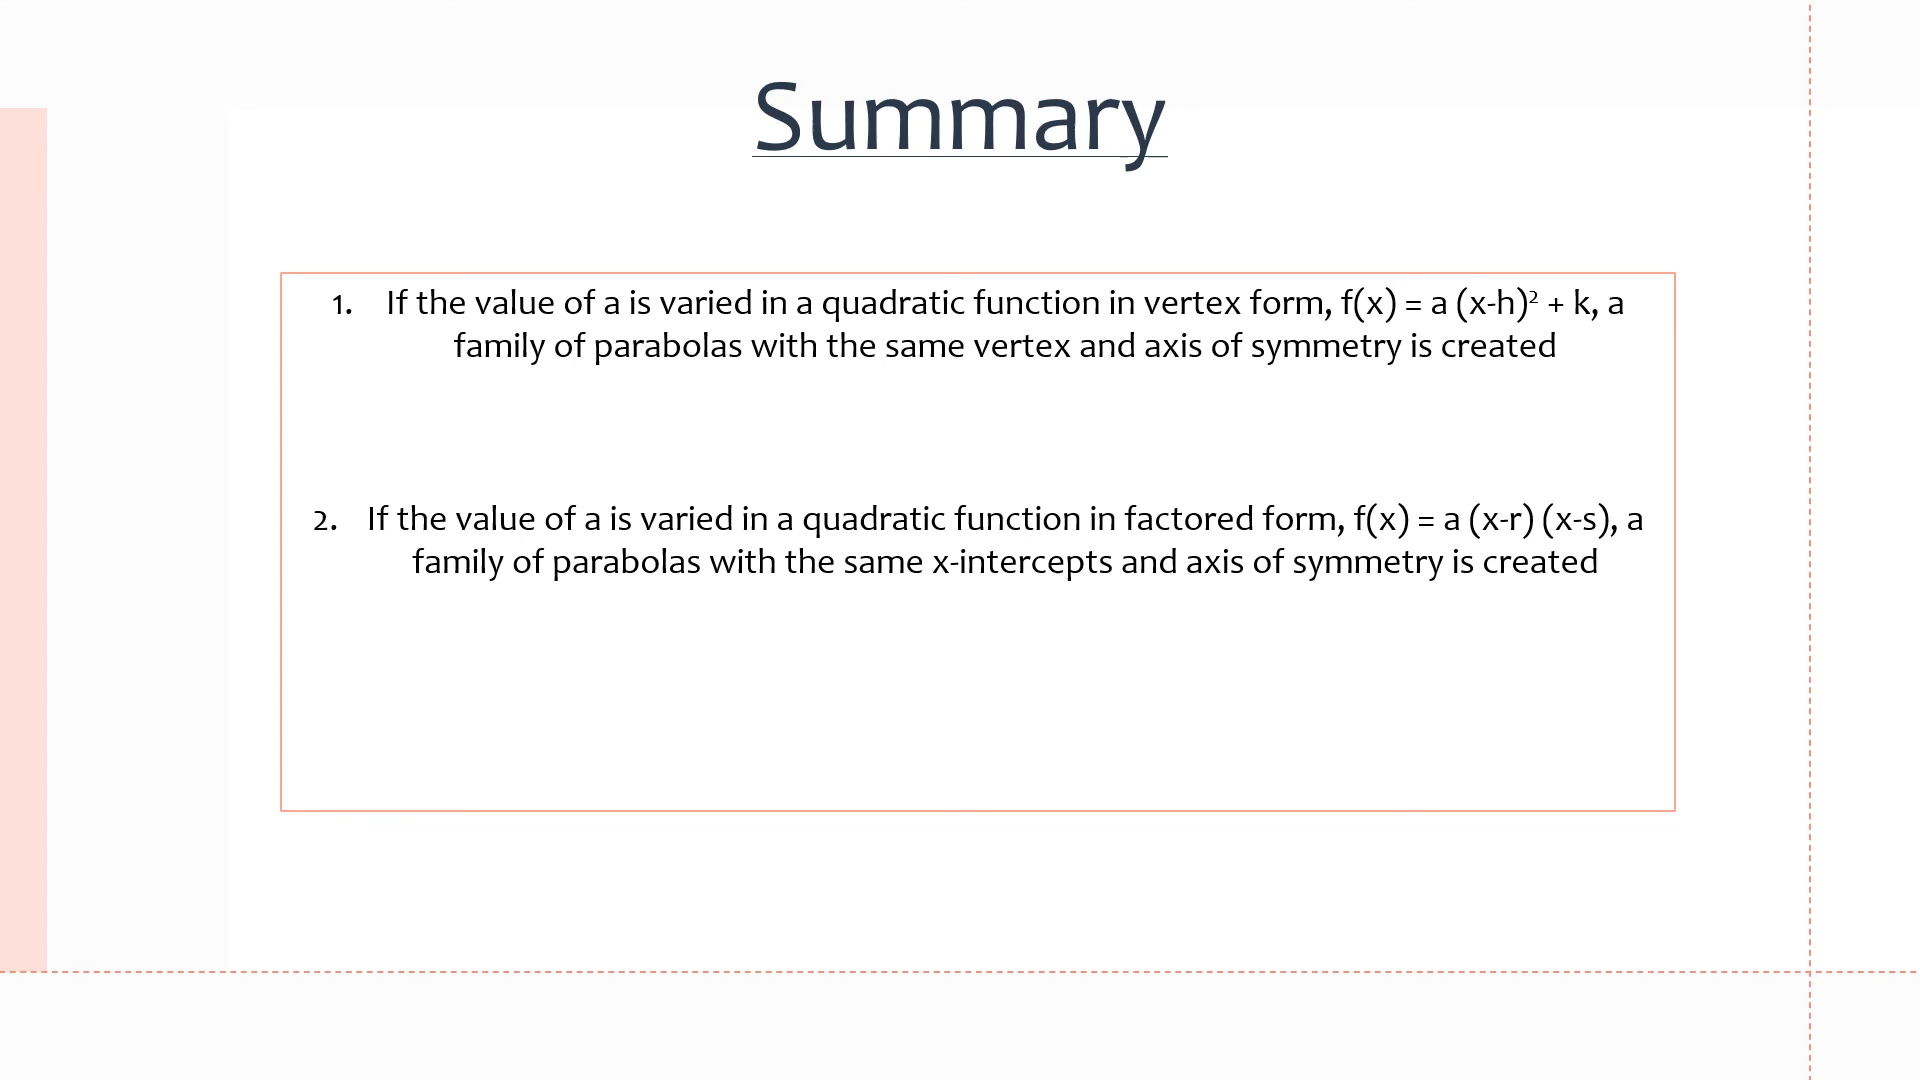 Summary
1. If the value of a is varied in a quadratic function in vertex form, f(x) = a (x-h)² + k, a
family of parabolas with the same vertex and axis of symmetry is created
2. If the value of a is varied in a quadratic function in factored form, f(x) = a (x-r) (x-s), a
family of parabolas with the same x-intercepts and axis of symmetry is created